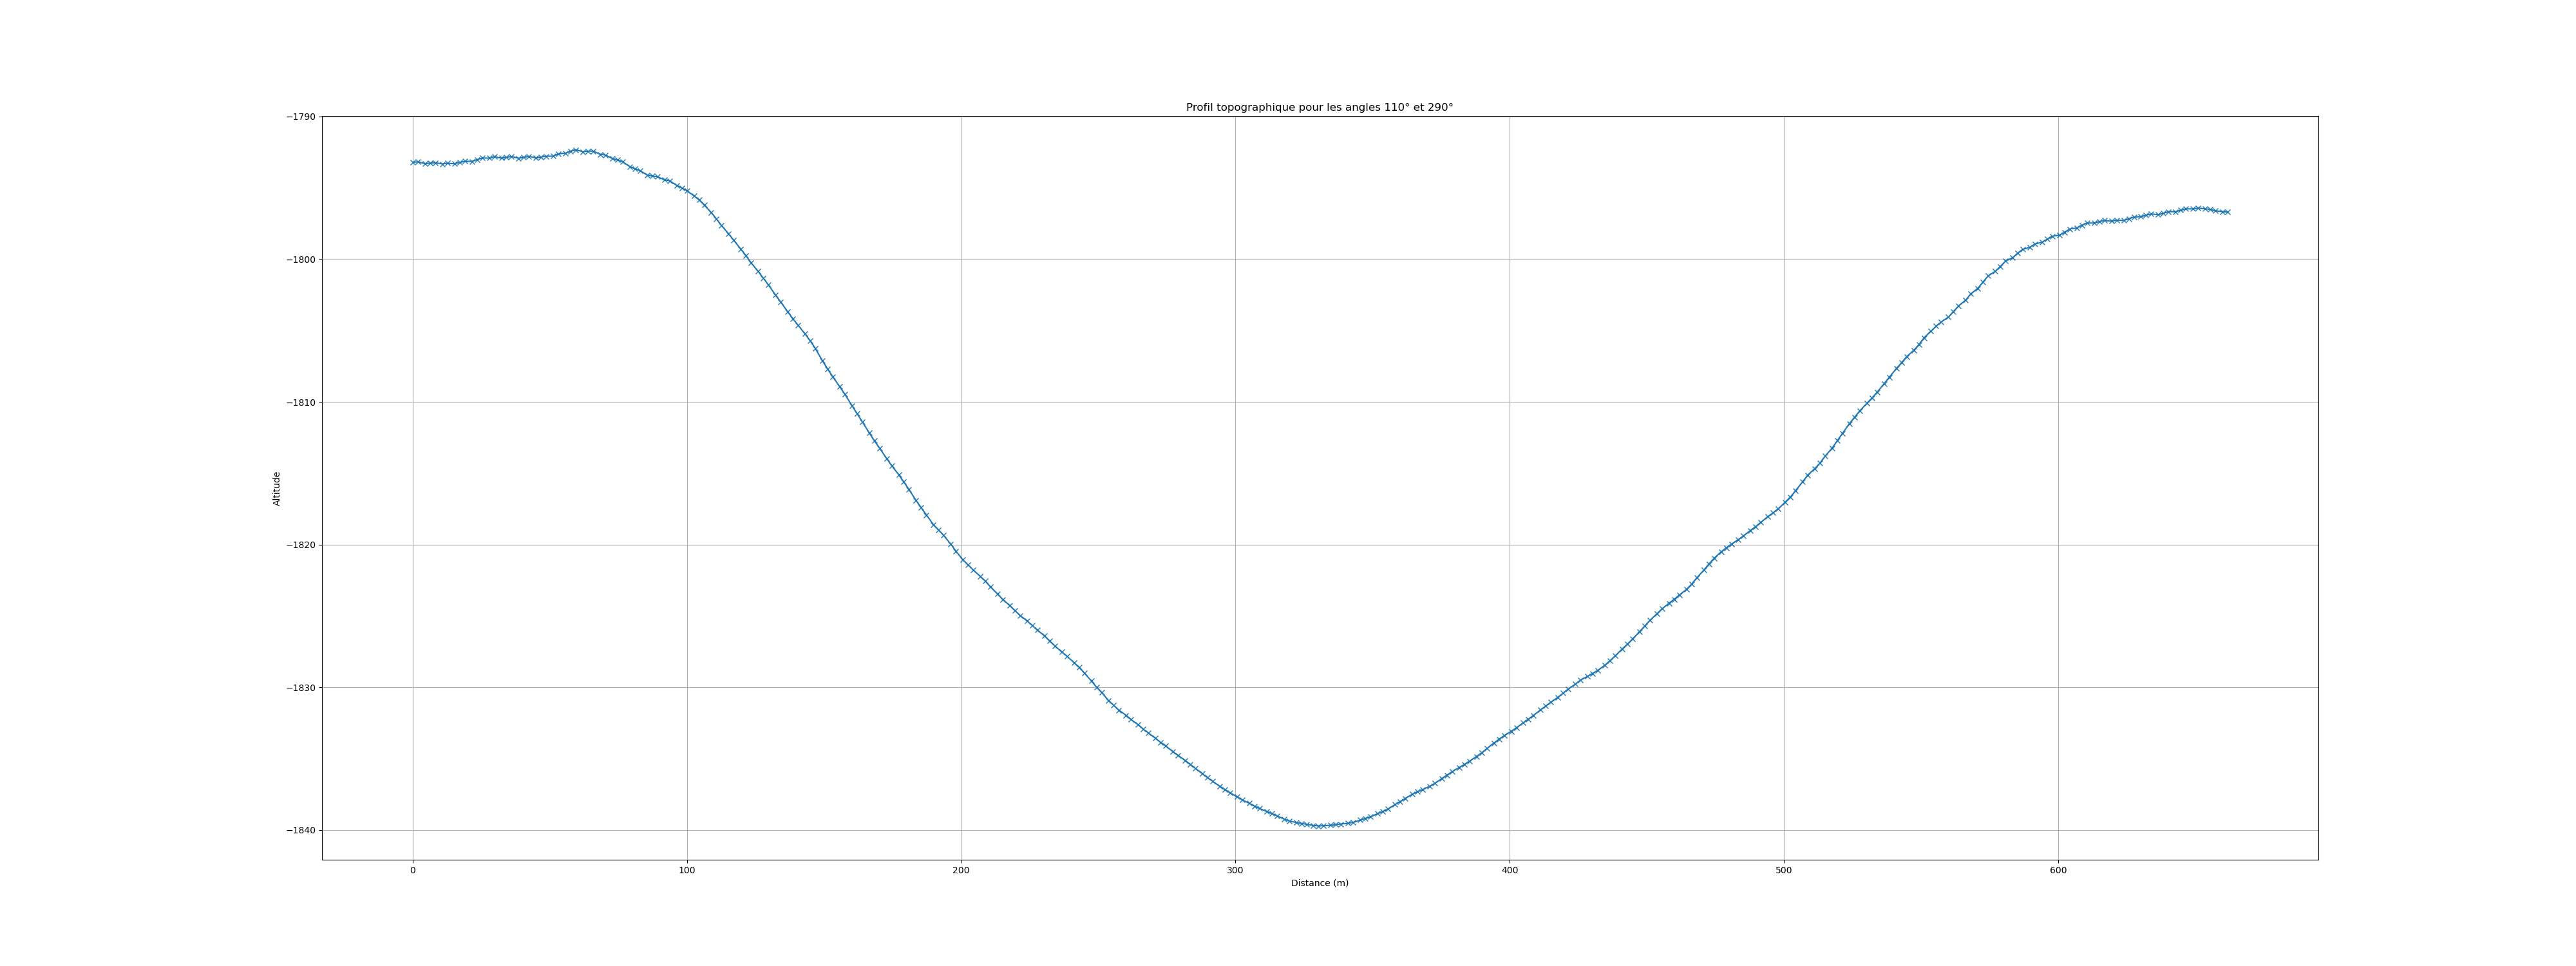 Profil topographique pour les angles 110° et 290°
−1790
−1800
−1810
−1820
−1830
−1840
Altitude
0 100 200 300 400 500 600
Distance (m)